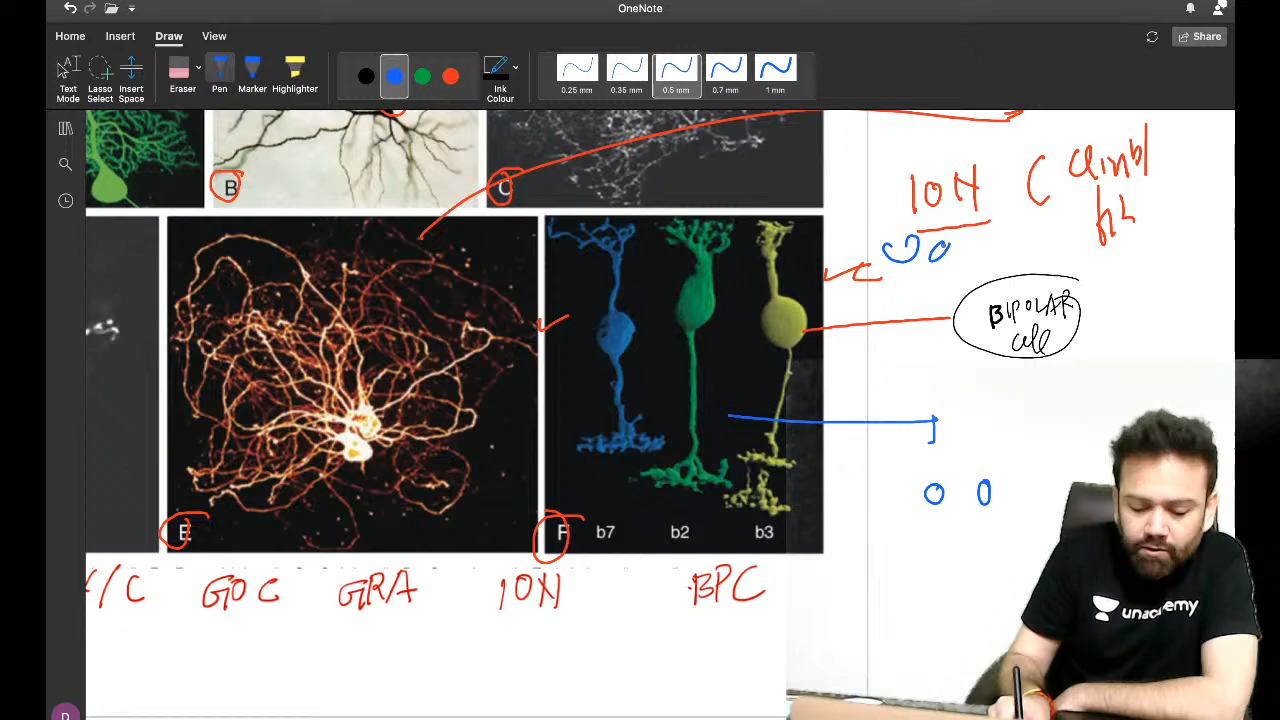 OneNote
Home Insert Draw View
Share
Text Mode
Lasso Select
Insert Space
Eraser
Pen
Marker
Highlighter
Ink Colour
0.25 mm
0.35 mm
0.5 mm
0.7 mm
1 mm
B
C
ION
BIPOLAR
cell
E
F
b7 b2 b3
GOC GRA ION BPC
unacademy
D